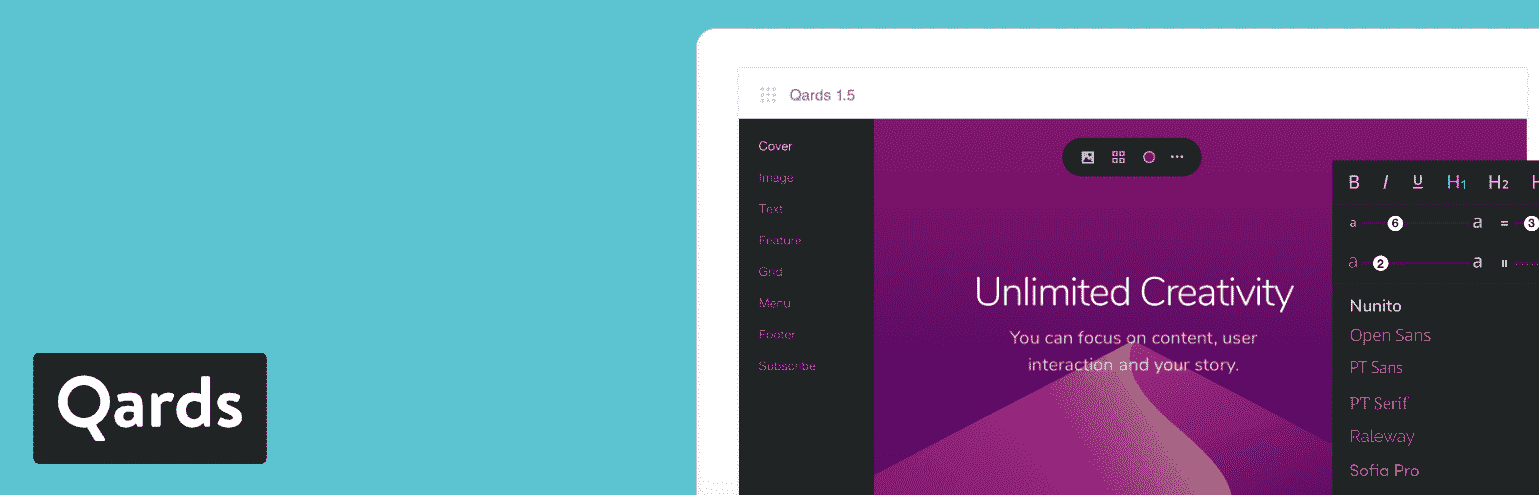 Qards 1.5
Cover
Image
Text
Feature
Grid
Menu
Footer
Subscribe
Unlimited Creativity
You can focus on content, user
interaction and your story.
B I U H1 H2 H
a 6 a = 3
a 2 a
Nunito
Open Sans
PT Sans
PT Serif
Raleway
Sofia Pro
Qards